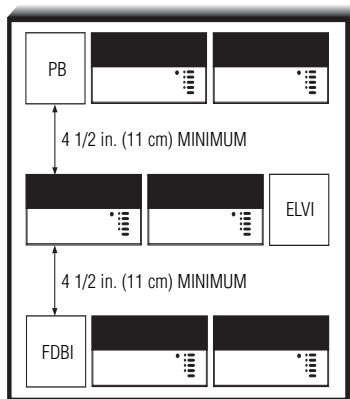 PB
4 1/2 in. (11 cm) MINIMUM
ELVI
4 1/2 in. (11 cm) MINIMUM
FDBI